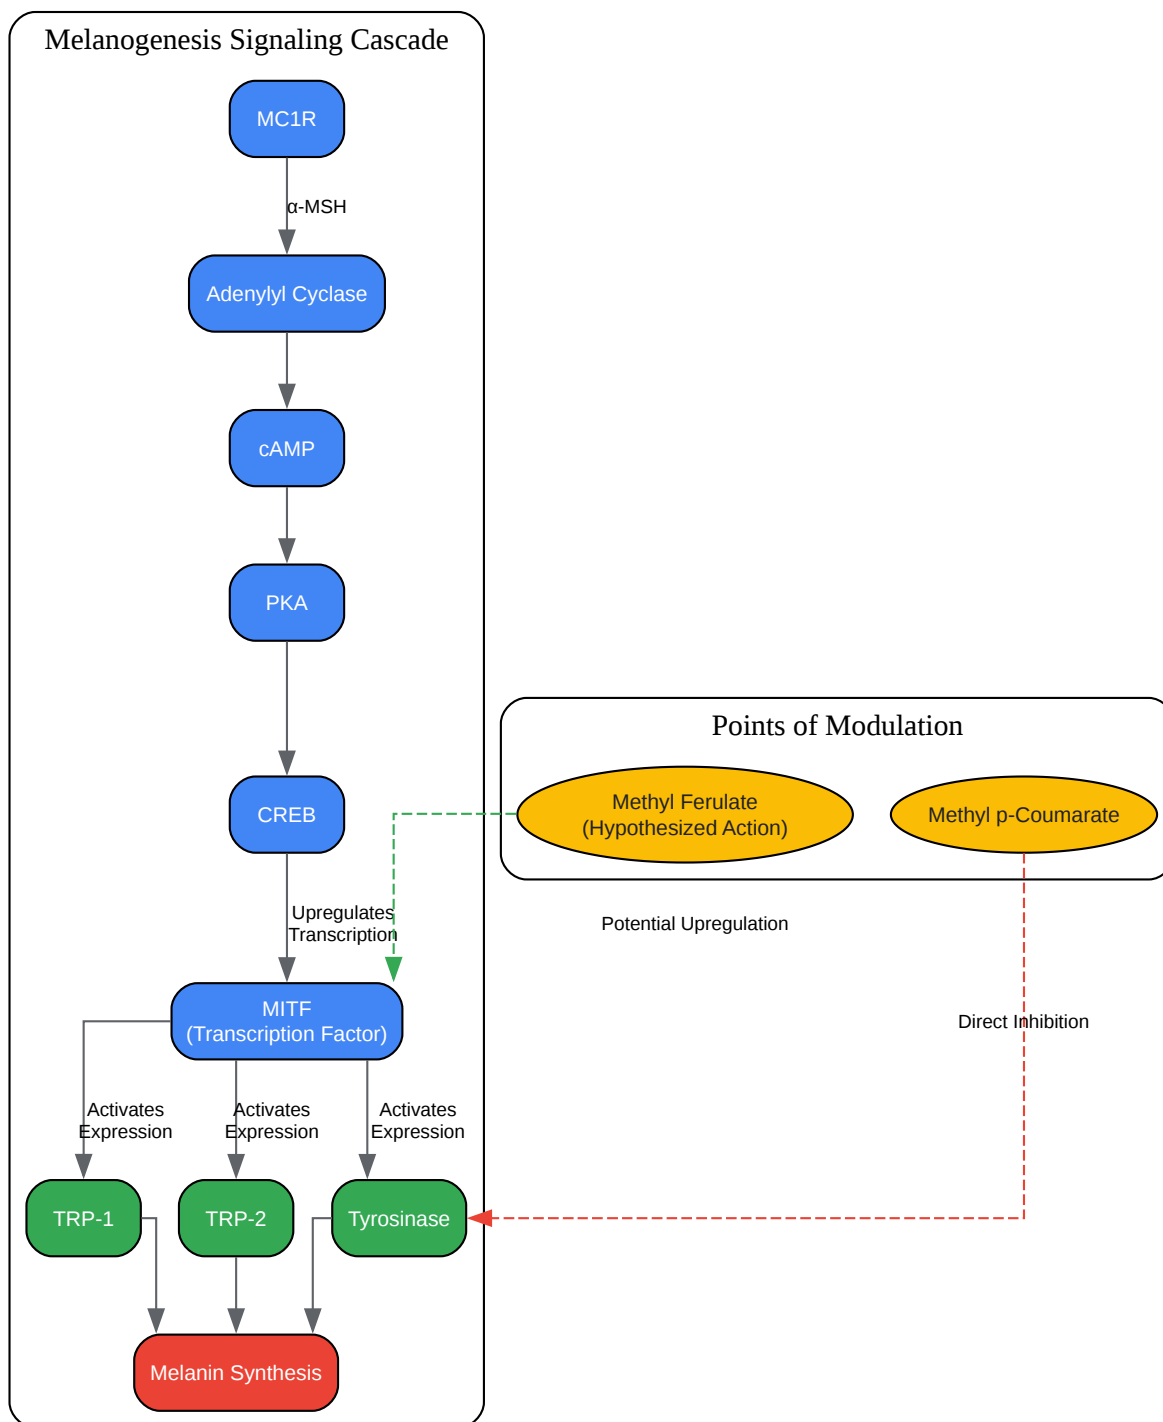 Melanogenesis Signaling Cascade
MC1R
α-MSH
Adenylyl Cyclase
cAMP
PKA
Points of Modulation
Methyl Ferulate
(Hypothesized Action)
Methyl p-Coumarate
CREB
Upregulates
Transcription
Potential Upregulation
MITF
(Transcription Factor)
Direct Inhibition
Activates
Expression
Activates
Expression
Activates
Expression
TRP-1
TRP-2
Tyrosinase
Melanin Synthesis